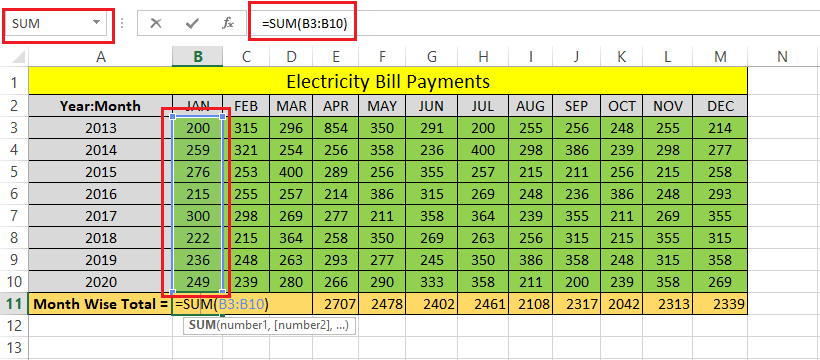 SUM fx =SUM(B3:B10)
A B C D E F G H I J K L M N
1 Electricity Bill Payments
2 Year:Month JAN FEB MAR APR MAY JUN JUL AUG SEP OCT NOV DEC
3 2013 200 315 296 854 350 291 200 255 256 248 255 214
4 2014 259 321 254 256 358 236 400 298 386 239 298 277
5 2015 276 253 400 289 256 355 257 215 211 256 215 258
6 2016 215 255 257 214 386 315 269 248 236 386 248 293
7 2017 300 298 269 277 211 358 364 239 355 211 269 355
8 2018 222 215 364 258 350 269 263 256 315 215 355 315
9 2019 236 248 263 293 277 245 350 386 358 248 315 358
10 2020 249 239 280 266 290 333 358 211 200 239 358 269
11 Month Wise Total = =SUM(B3:B10) 2707 2478 2402 2461 2108 2317 2042 2313 2339
12 SUM(number1, [number2], ...)
13